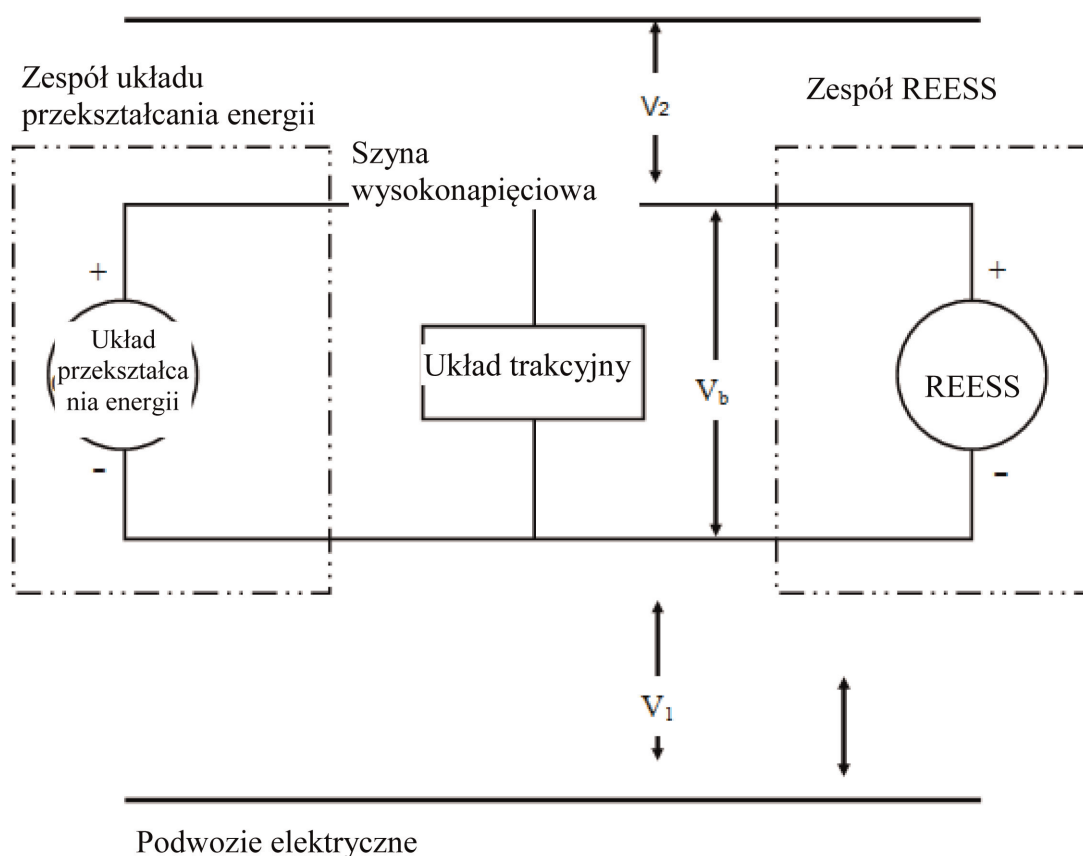 Zespół układu
przekształcania energii
V2
Zespół REESS
Szyna
wysokonapięciowa
+
+
Układ
przekształca
nia energii
Układ trakcyjny
Vb
REESS
-
-
V1
Podwozie elektryczne